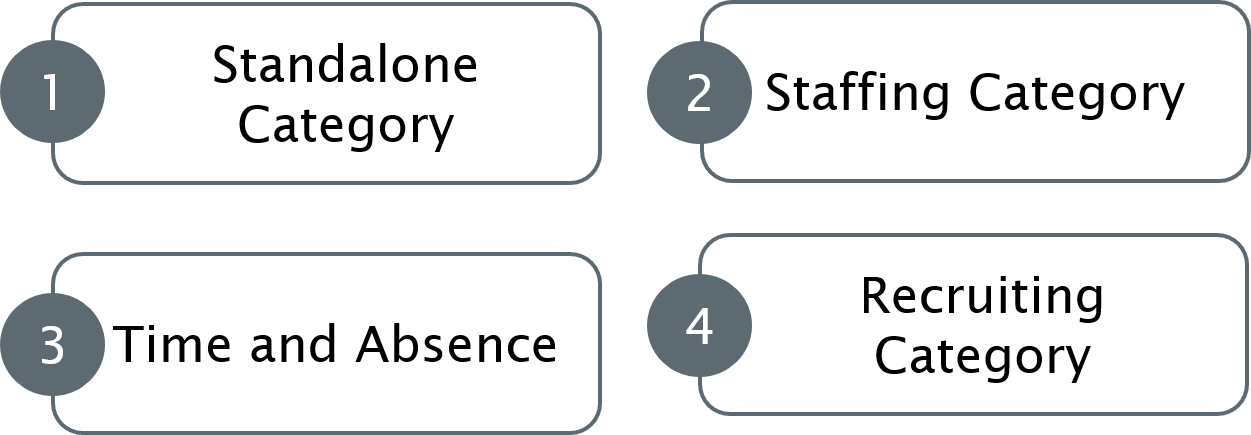 1
Standalone
Category
2
Staffing Category
3
Time and Absence
4
Recruiting
Category